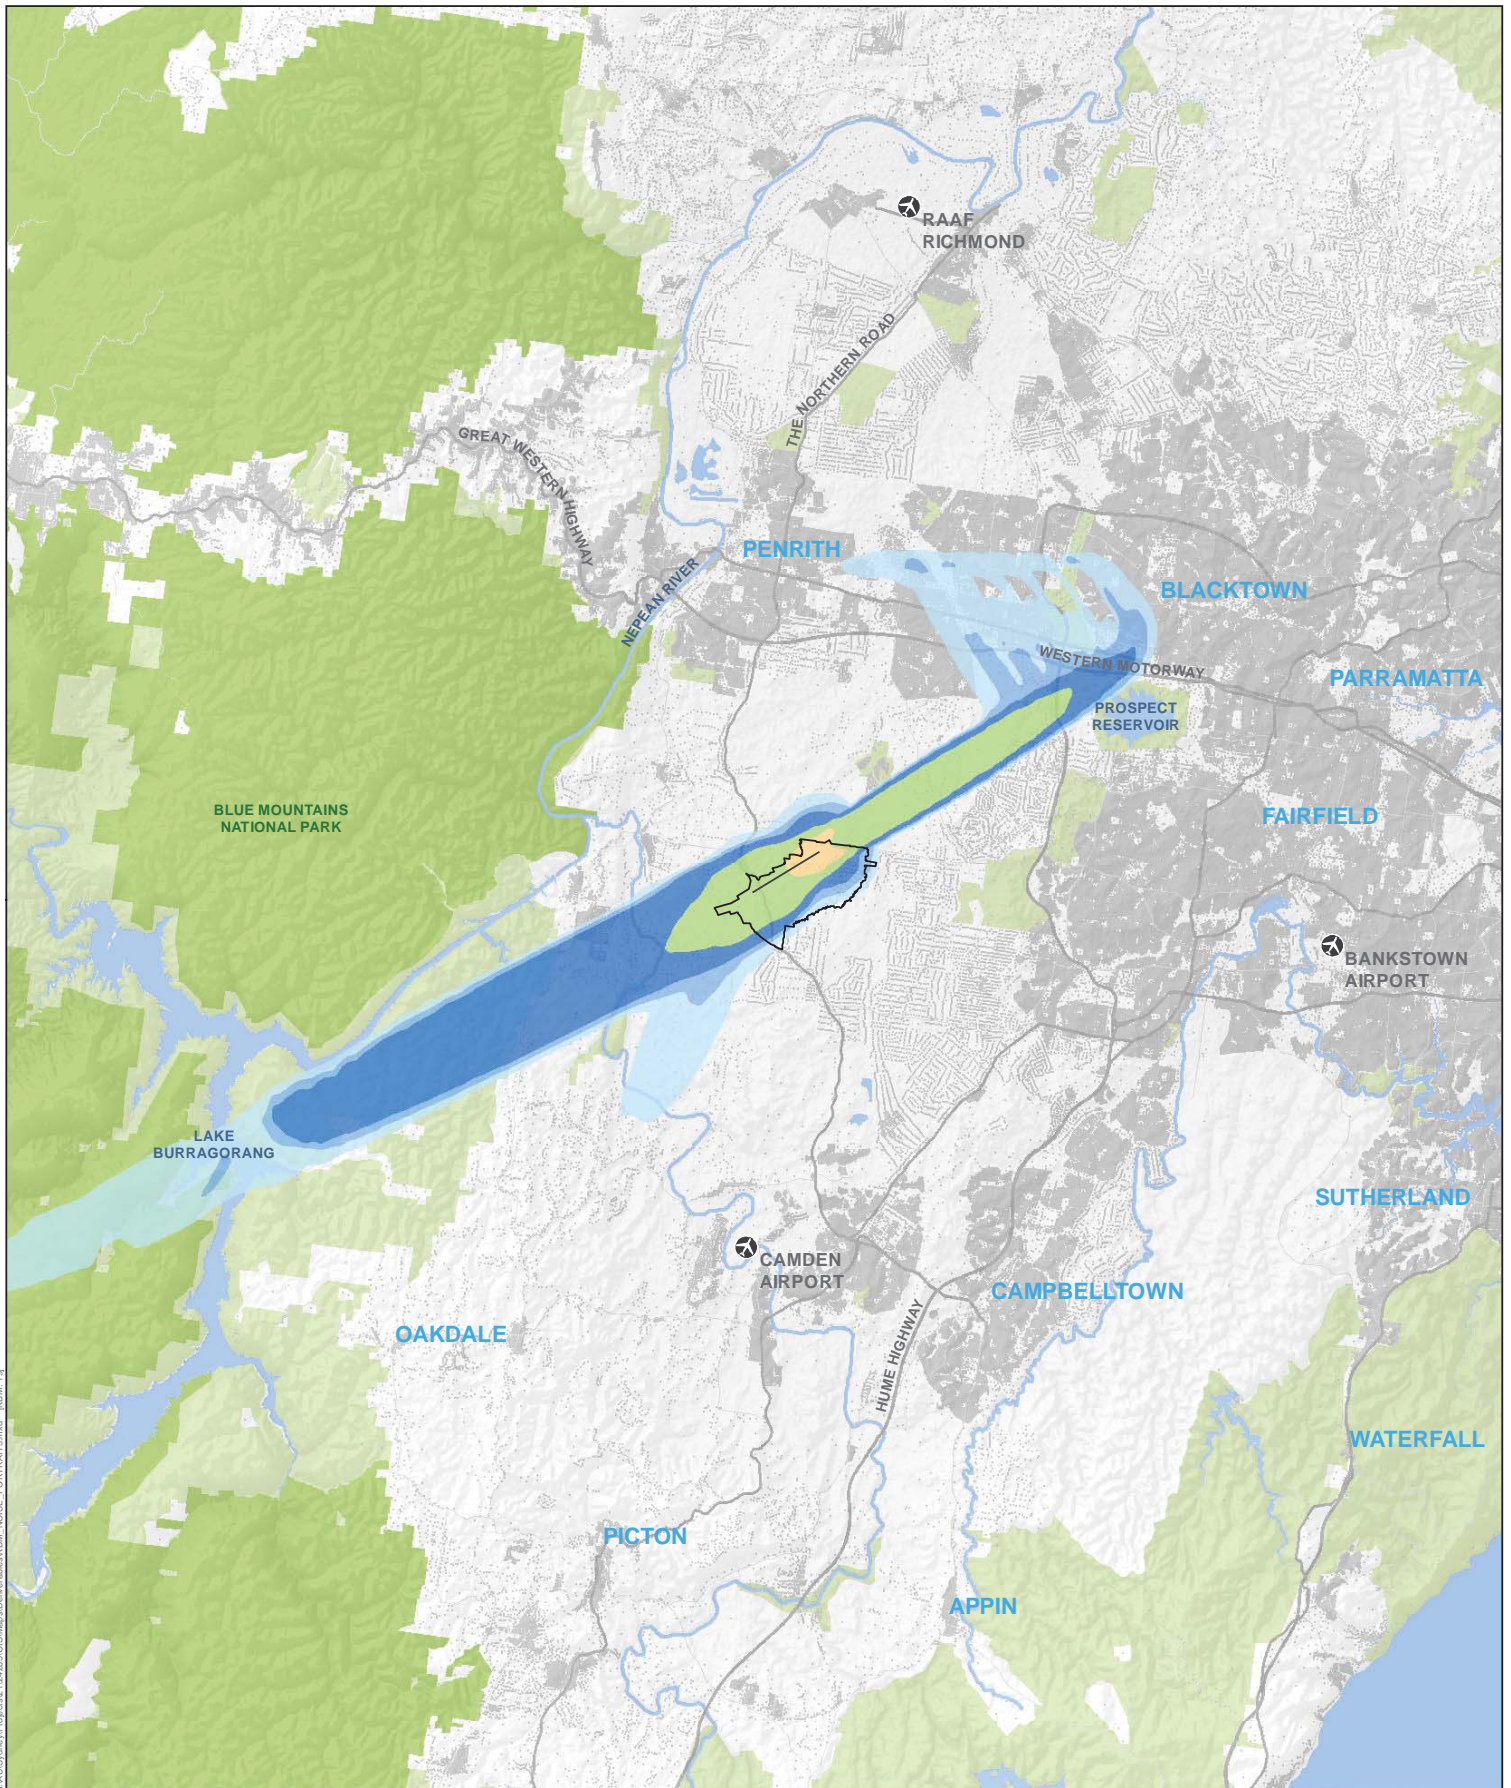 RAAF
RICHMOND
THE NORTHERN ROAD
GREAT WESTERN HIGHWAY
PENRITH
NEPEAN RIVER
BLACKTOWN
WESTERN MOTORWAY
PARRAMATTA
PROSPECT
RESERVOIR
BLUE MOUNTAINS
NATIONAL PARK
FAIRFIELD
BANKSTOWN
AIRPORT
LAKE
BURRAGORANG
SUTHERLAND
CAMDEN
AIRPORT
CAMPBELLTOWN
OAKDALE
HUME HIGHWAY
WATERFALL
PICTON
APPIN